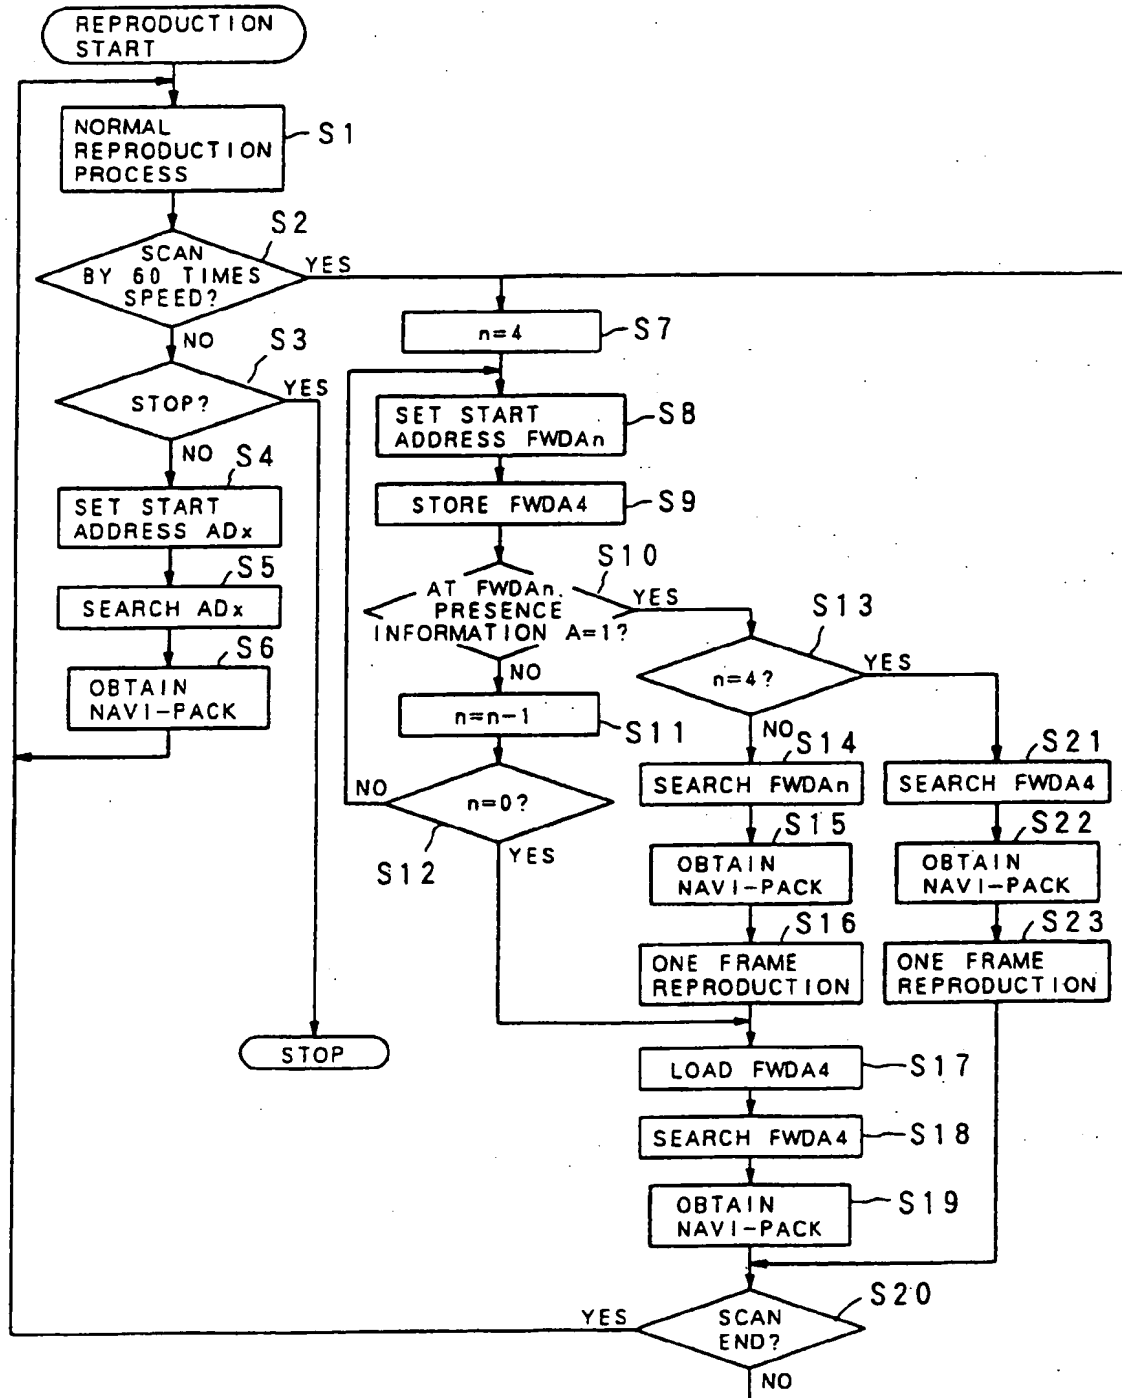 REPRODUCTION
START
NORMAL
REPRODUCTION
PROCESS
S1
S2
SCAN
BY 60 TIMES
SPEED?
YES
NO
S3
STOP?
YES
NO
S4
SET START
ADDRESS ADx
S5
SEARCH ADx
S6
OBTAIN
NAVI-PACK
STOP
n=4
S7
SET START
ADDRESS FWDAn
S8
STORE FWDA4
S9
S10
AT FWDAn,
PRESENCE
INFORMATION A=1?
YES
NO
n=n-1
S11
NO
n=0?
S12
YES
S13
n=4?
YES
NO
S14
SEARCH FWDAn
S15
OBTAIN
NAVI-PACK
S16
ONE FRAME
REPRODUCTION
S21
SEARCH FWDA4
S22
OBTAIN
NAVI-PACK
S23
ONE FRAME
REPRODUCTION
LOAD FWDA4
S17
SEARCH FWDA4
S18
OBTAIN
NAVI-PACK
S19
S20
YES
SCAN
END?
NO